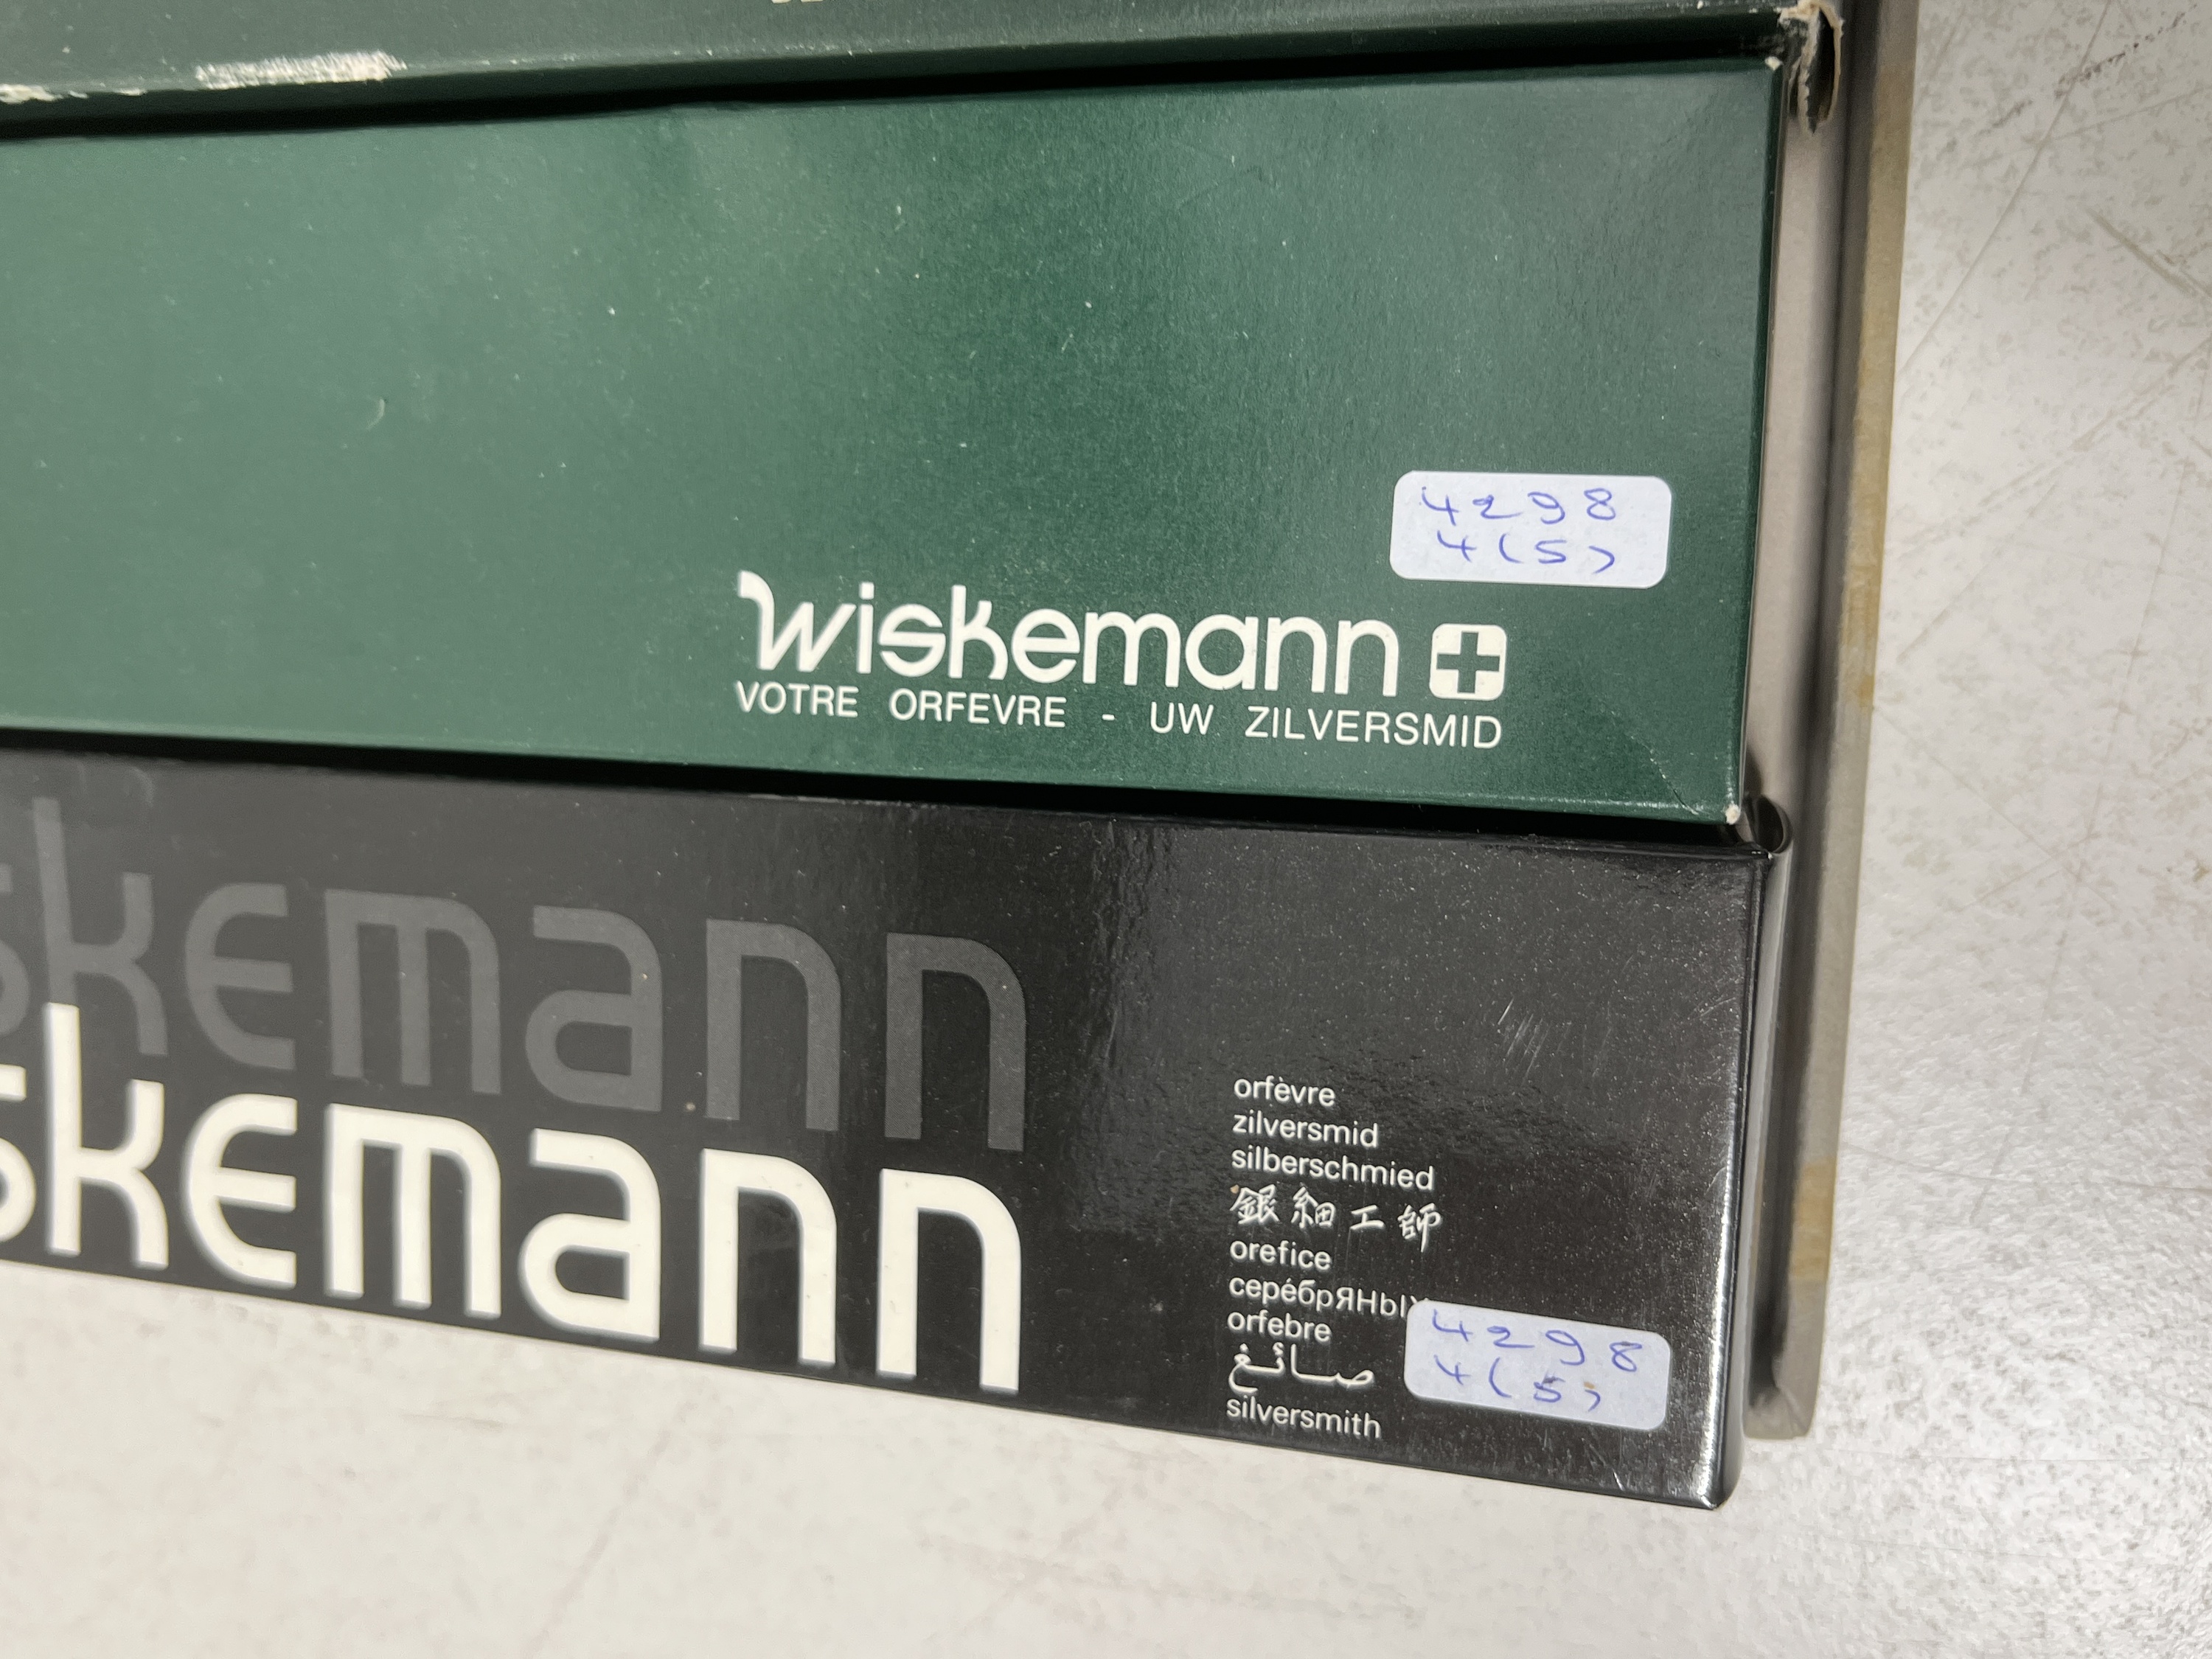 4298
4(5)
wiskemann
VOTRE ORFEVRE - UW ZILVERSMID
skemann
skemann
orfèvre
zilversmid
silberschmied
銀細工師
orefice
orfebre
صائغ
silversmith
4298
4(5)